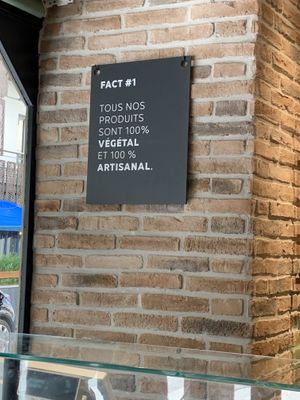 FACT #1
TOUS NOS
PRODUITS
SONT 100%
VÉGÉTAL
ET 100 %
ARTISANAL.